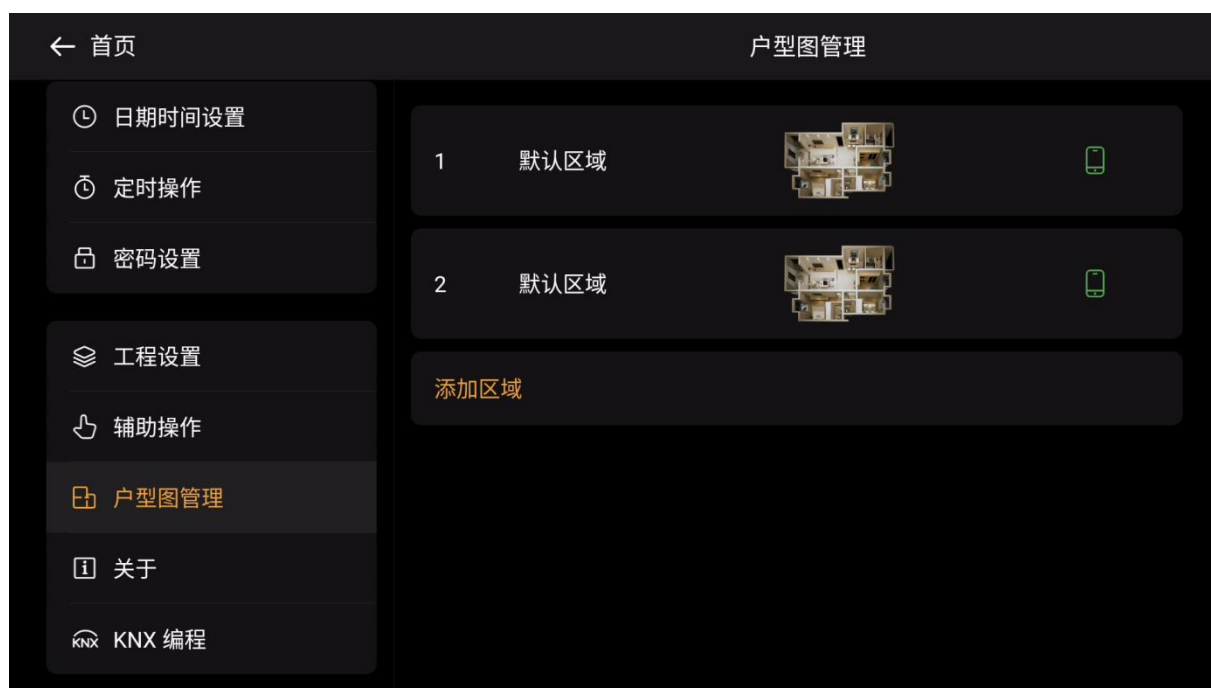 首页
户型图管理
日期时间设置
定时操作
密码设置
工程设置
辅助操作
户型图管理
关于
KNX KNX 编程
1 默认区域
2 默认区域
添加区域